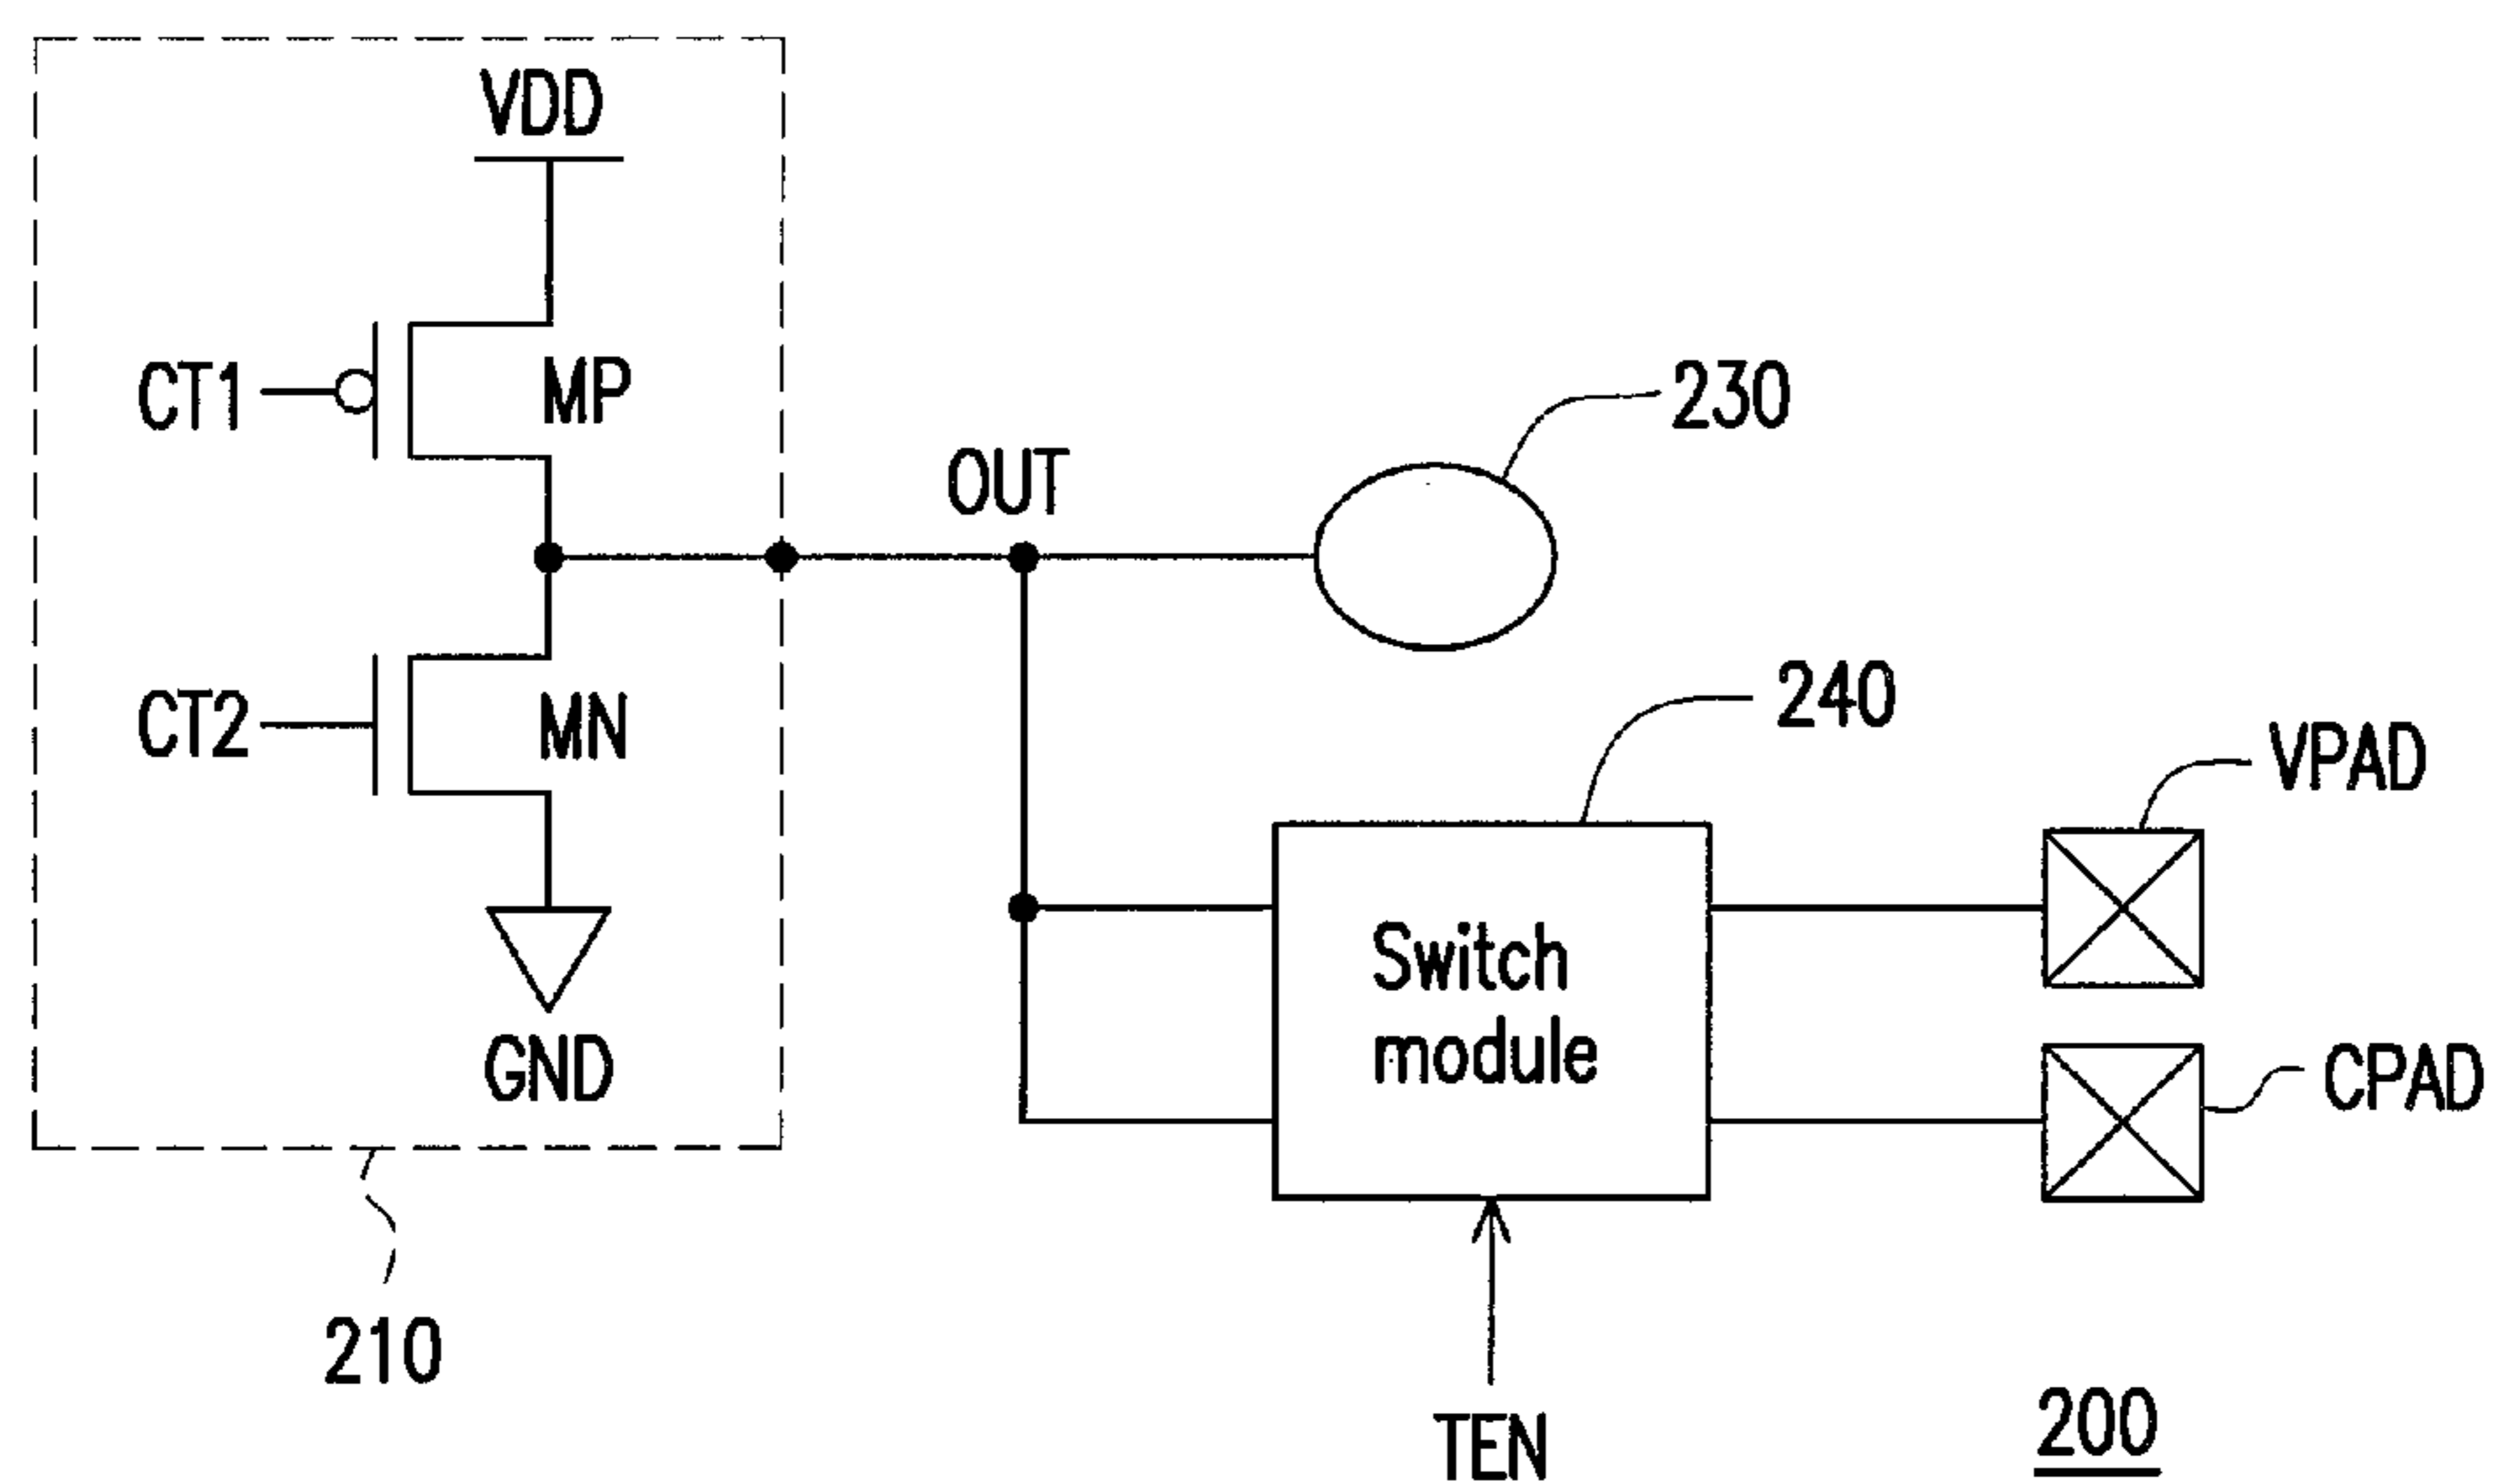 VDD
CT1
MP
OUT
230
CT2
MN
240
VPAD
Switch
module
GND
CPAD
210
TEN
200